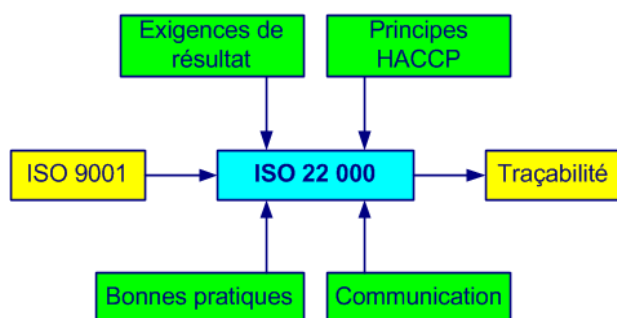 Exigences de
résultat
Principes
HACCP
ISO 9001
ISO 22 000
Traçabilité
Bonnes pratiques
Communication